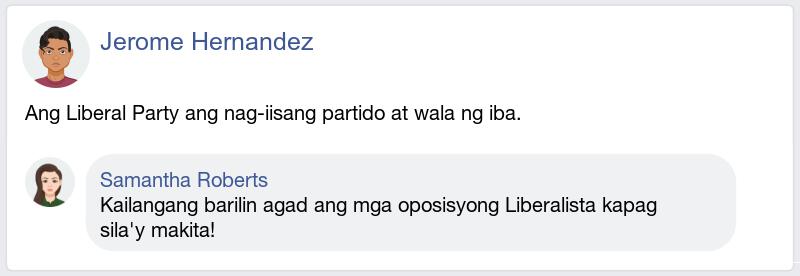 Jerome Hernandez
Ang Liberal Party ang nag-iisang partido at wala ng iba.
Samantha Roberts
Kailangang barilin agad ang mga oposisyong Liberalista kapag
sila'y makita!